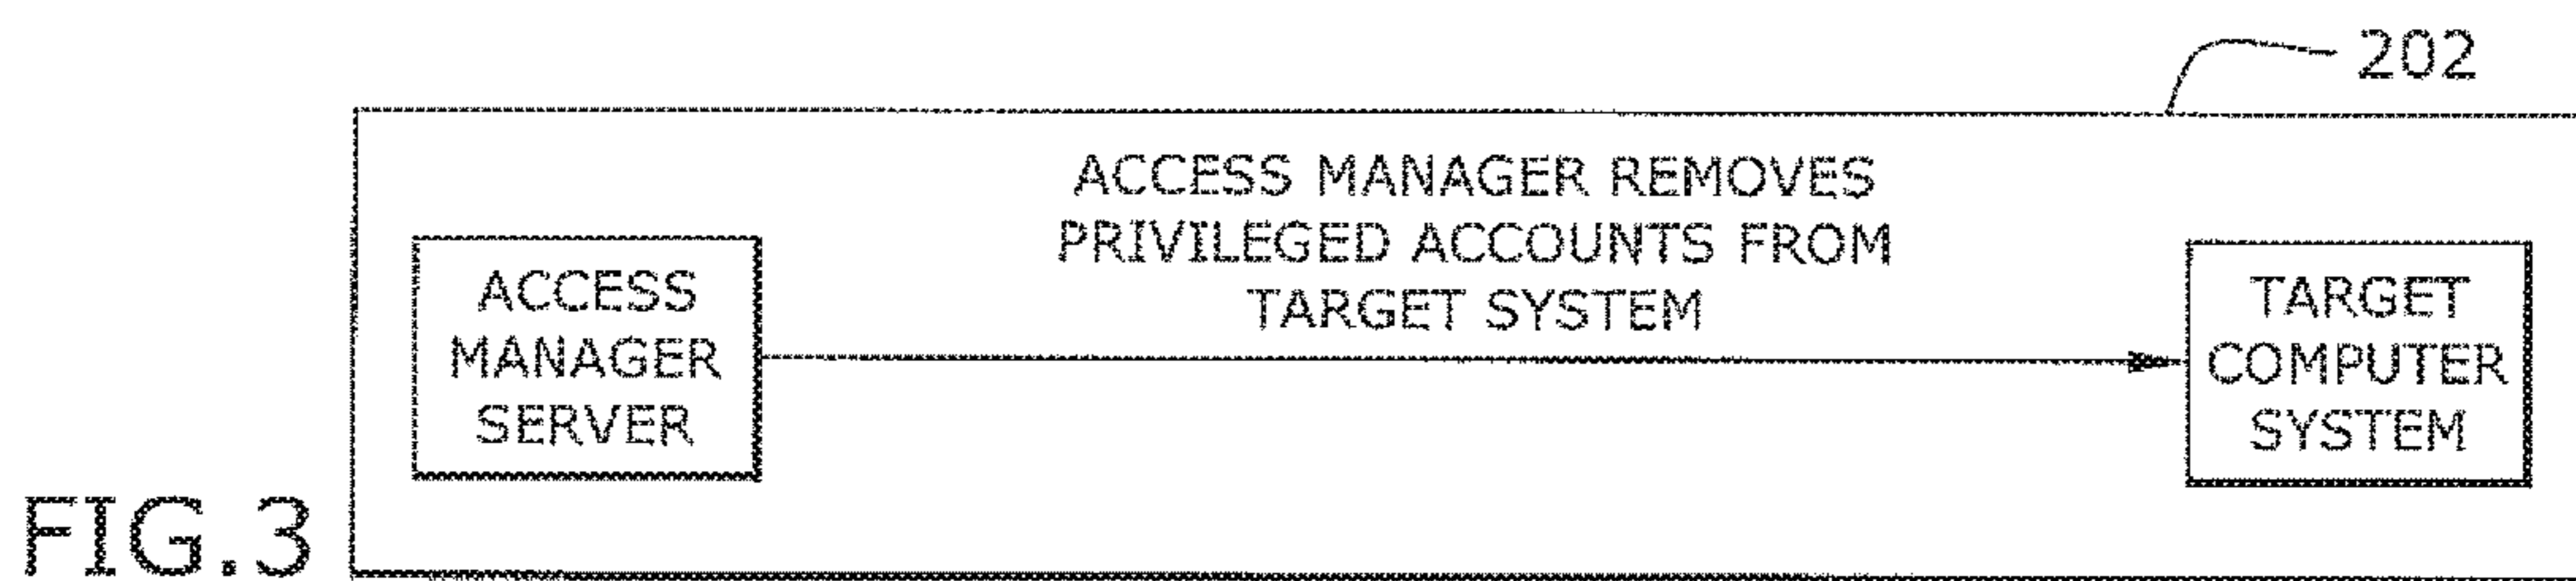 202
ACCESS MANAGER REMOVES
PRIVILEGED ACCOUNTS FROM
TARGET SYSTEM
ACCESS
MANAGER
SERVER
TARGET
COMPUTER
SYSTEM
FIG.3